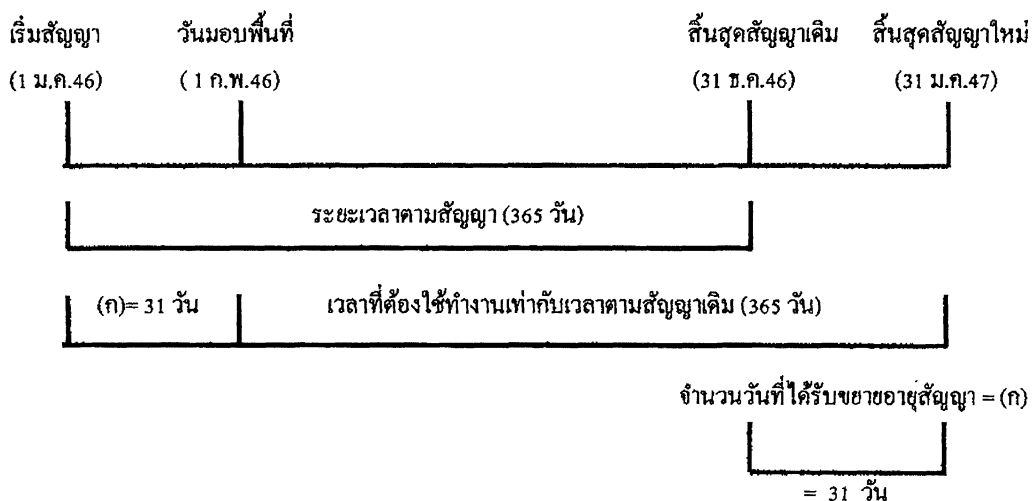 เริ่มสัญญา วันมอบพื้นที่ สิ้นสุดสัญญาเดิม สิ้นสุดสัญญาใหม่
(1 ม.ค.46) ( 1 ก.พ.46) (31 ธ.ค.46) (31 ม.ค.47)
ระยะเวลาตามสัญญา (365 วัน)
(ก)= 31 วัน เวลาที่ต้องใช้ทำงานเท่ากับเวลาตามสัญญาเดิม (365 วัน)
จำนวนวันที่ได้รับขยายอายุสัญญา = (ก)
= 31 วัน